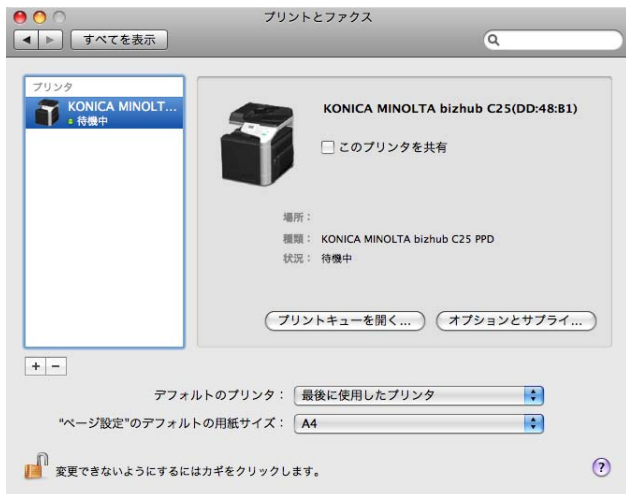 プリントとファクス
すべてを表示
プリンタ
KONICA MINOLT...
待機中
KONICA MINOLTA bizhub C25(DD:48:B1)
このプリンタを共有
場所：
種類： KONICA MINOLTA bizhub C25 PPD
状況： 待機中
プリントキューを開く... オプションとサプライ...
+ −
デフォルトのプリンタ： 最後に使用したプリンタ
"ページ設定"のデフォルトの用紙サイズ： A4
変更できないようにするにはカギをクリックします。 ?